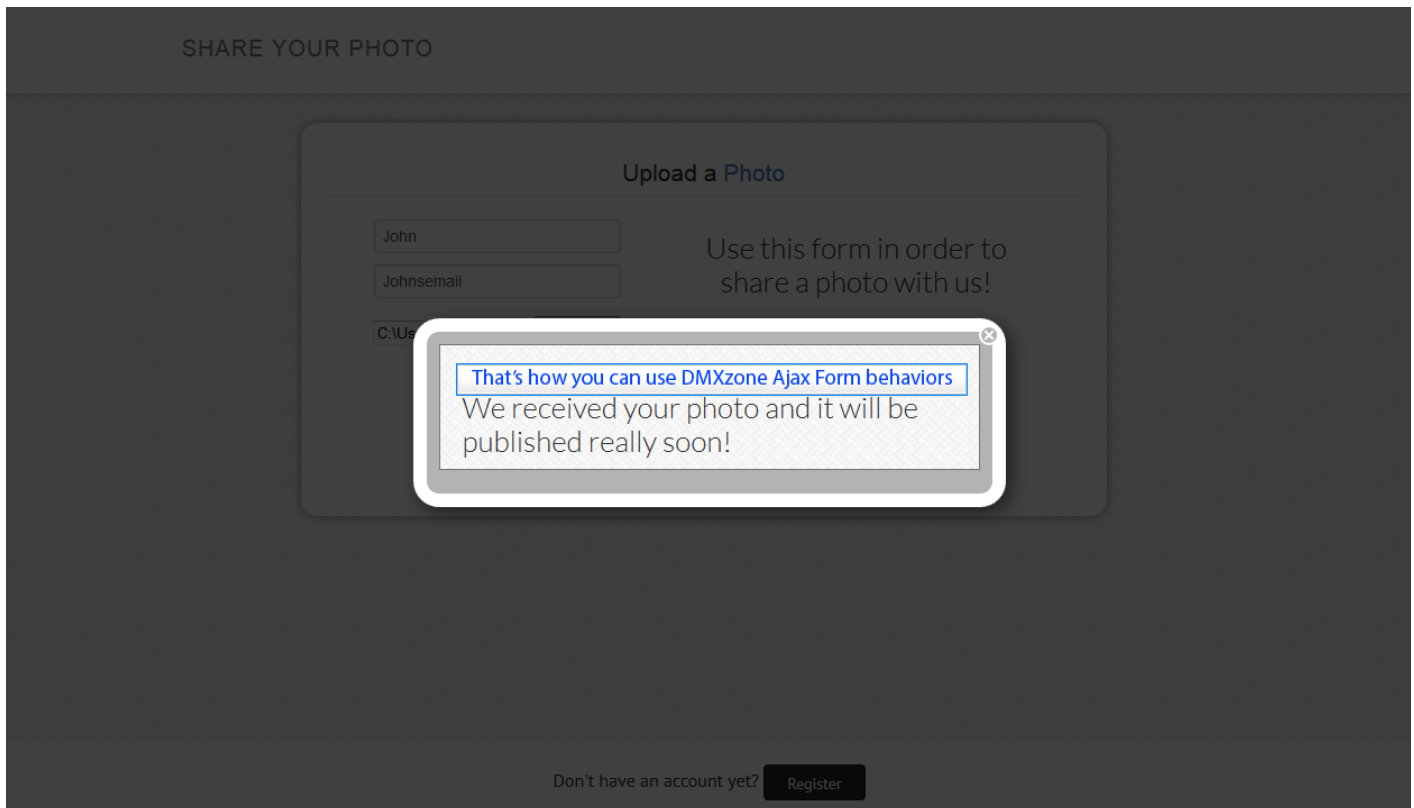 SHARE YOUR PHOTO
Upload a Photo
John
Use this form in order to
share a photo with us!
Johnsemail
C:\Us
That's how you can use DMXzone Ajax Form behaviors
We received your photo and it will be
published really soon!
Don't have an account yet? Register